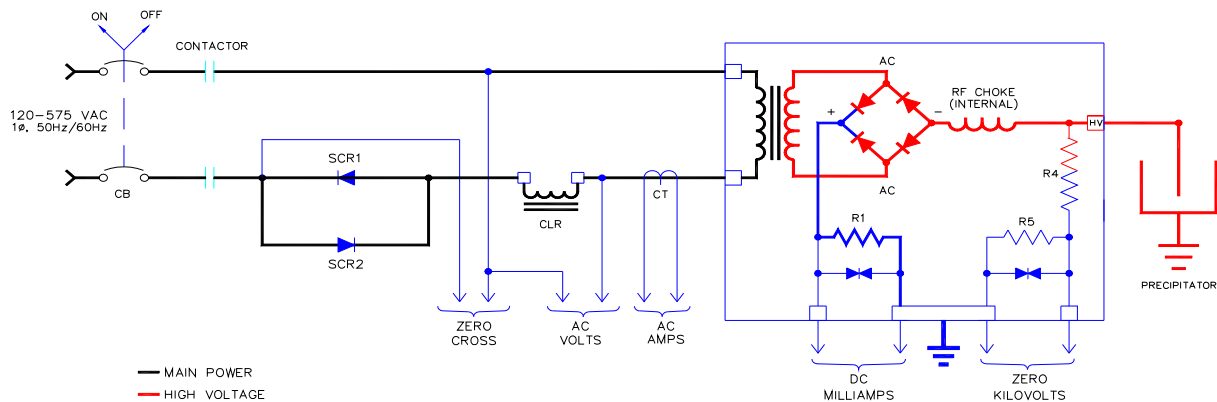 ON OFF
CONTACTOR
120-575 VAC
1Ø, 50Hz/60Hz
CB
SCR1
SCR2
CLR
CT
ZERO
CROSS
AC
VOLTS
AC
AMPS
AC
+
-
AC
RF CHOKE
(INTERNAL)
HV
R4
R1
R5
PRECIPITATOR
DC
MILLIAMPS
ZERO
KILOVOLTS
MAIN POWER
HIGH VOLTAGE